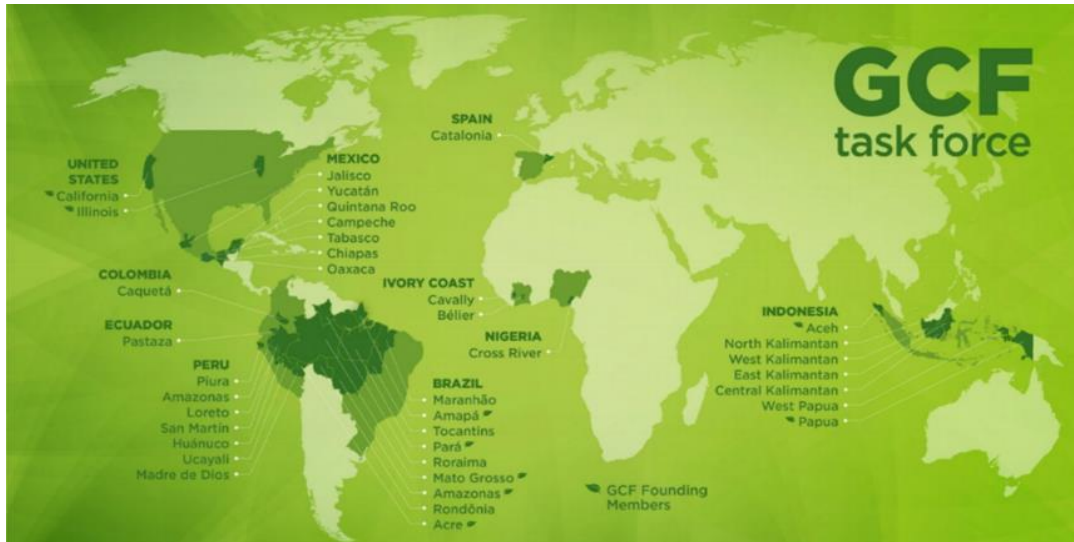 GCF
task force
UNITED
STATES
California
Illinois
MEXICO
Jalisco
Yucatán
Quintana Roo
Campeche
Tabasco
Chiapas
Oaxaca
SPAIN
Catalonia
COLOMBIA
Caquetá
ECUADOR
Pastaza
PERU
Piura
Amazonas
Loreto
San Martín
Huánuco
Ucayali
Madre de Dios
BRAZIL
Maranhão
Amapá
Tocantins
Pará
Roraima
Mato Grosso
Amazonas
Rondônia
Acre
IVORY COAST
Cavally
Bélier
NIGERIA
Cross River
INDONESIA
Aceh
North Kalimantan
West Kalimantan
East Kalimantan
Central Kalimantan
West Papua
Papua
GCF Founding
Members